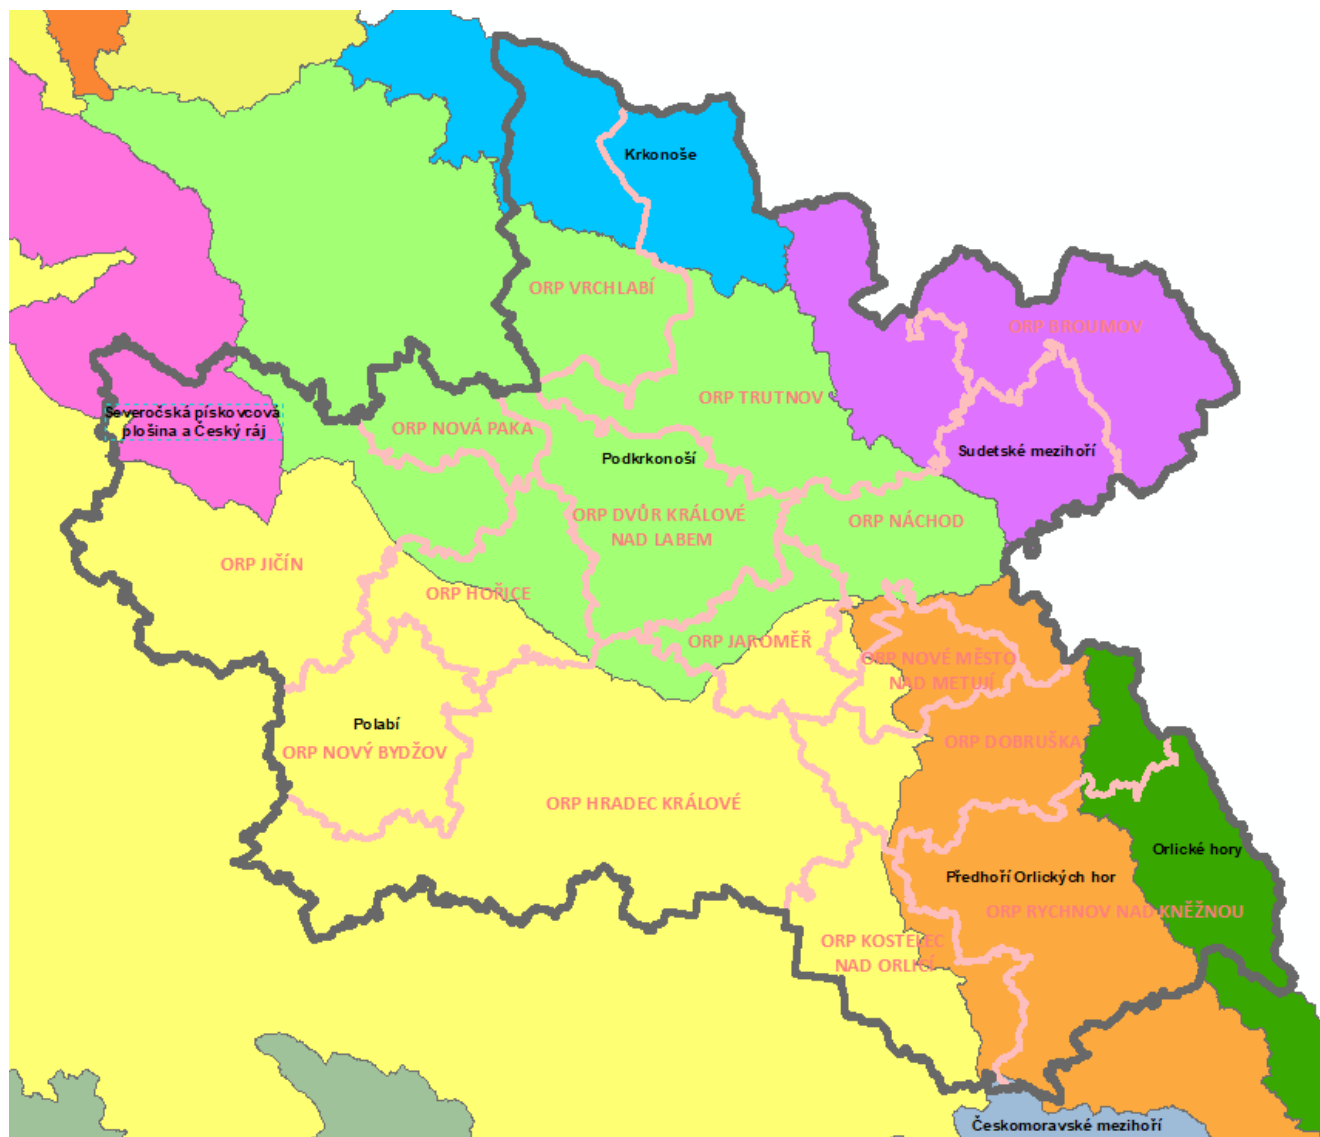 Krkonoše
ORP VRCHLABÍ
ORP BROUMOV
ORP TRUTNOV
Severočská pískovcová
plošina a Český ráj
ORP NOVÁ PAKA
Podkrkonoší
Sudetské mezihoří
ORP DVŮR KRÁLOVÉ
NAD LABEM
ORP NÁCHOD
ORP JIČÍN
ORP HOŘICE
ORP JAROMĚŘ
ORP NOVÉ MĚSTO
NAD METUJÍ
Polabí
ORP NOVÝ BYDŽOV
ORP DOBRUŠKA
ORP HRADEC KRÁLOVÉ
Orlické hory
Předhoří Orlických hor
ORP RYCHNOV NAD KNĚŽNOU
ORP KOSTELEC
NAD ORLICÍ
Českomoravské mezihoří